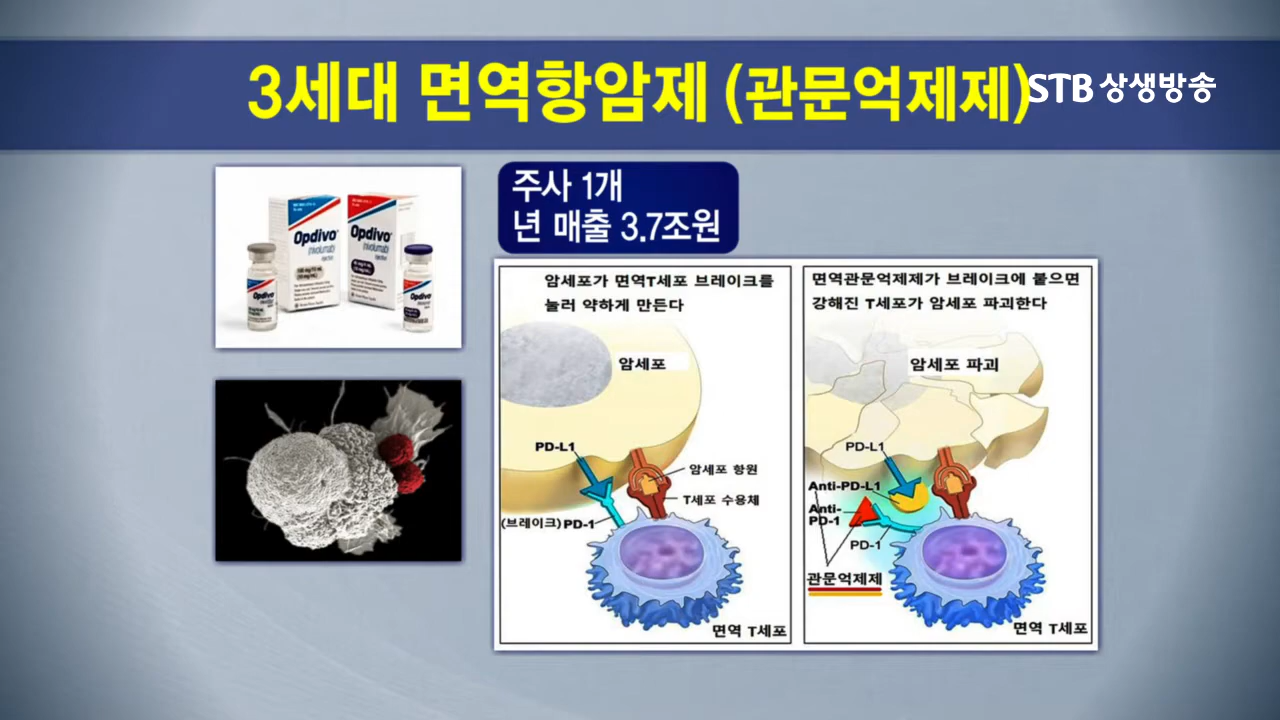 3세대 면역항암제 (관문억제제)
STB 상생방송
주사 1개
년 매출 3.7조원
Opdivo
(nivolumab)
injection
Opdivo
(nivolumab)
injection
Opdivo
Opdivo
암세포가 면역T세포 브레이크를
눌러 약하게 만든다
암세포
PD-L1
암세포 항원
T세포 수용체
(브레이크) PD-1
면역 T세포
면역관문억제제가 브레이크에 붙으면
강해진 T세포가 암세포 파괴한다
암세포 파괴
PD-L1
Anti-PD-L1
Anti-
PD-1
PD-1
관문억제제
면역 T세포